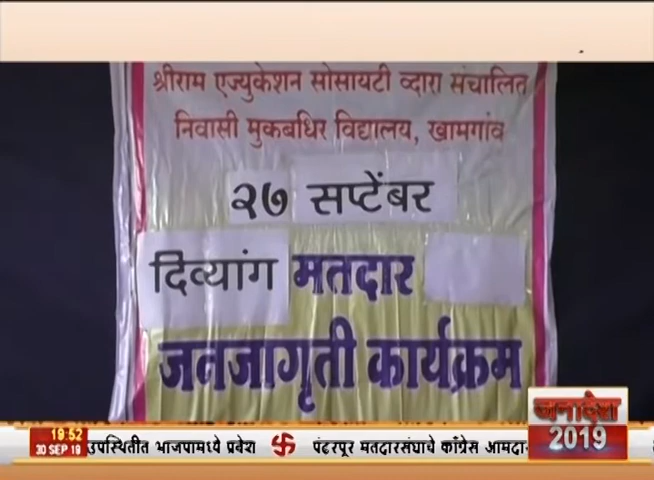 श्रीराम एज्युकेशन सोसायटी व्दारा संचालित
निवासी मुकबधिर विद्यालय, खामगांव
२७ सप्टेंबर
दिव्यांग मतदार
जनजागृती कार्यक्रम
जनादेश
2019
19:52
30 SEP 19
उपस्थितीत भाजपामध्ये प्रवेश
पंढरपूर मतदारसंघाचे काँग्रेस आमदार